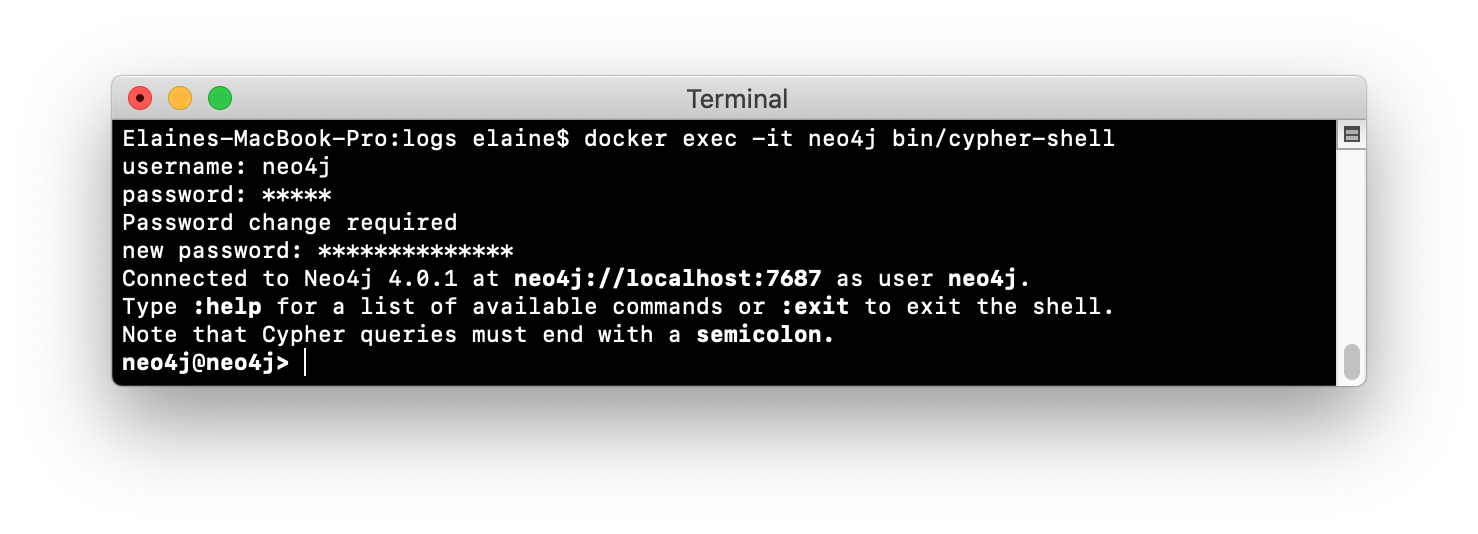 Terminal
Elaines-MacBook-Pro:logs elaine$ docker exec -it neo4j bin/cypher-shell
username: neo4j
password: *****
Password change required
new password: **************
Connected to Neo4j 4.0.1 at neo4j://localhost:7687 as user neo4j.
Type :help for a list of available commands or :exit to exit the shell.
Note that Cypher queries must end with a semicolon.
neo4j@neo4j>